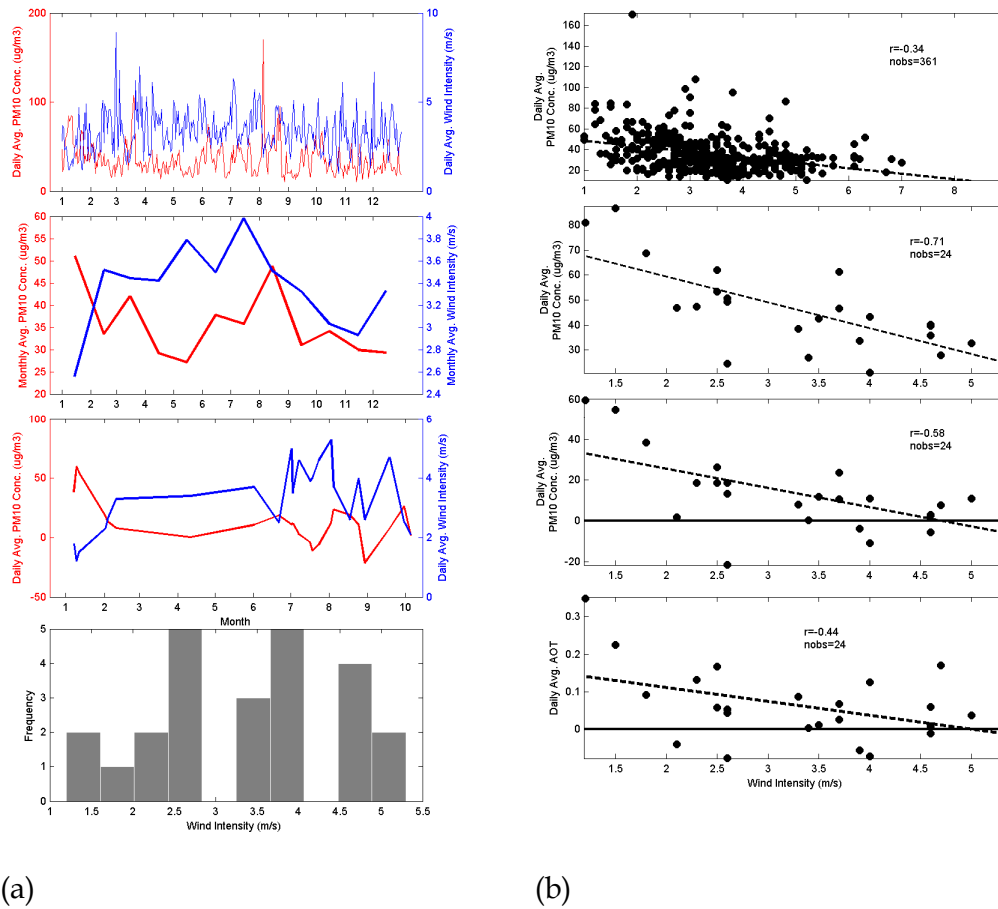 200
100
0
Daily Avg. PM10 Conc. (ug/m3)
10
5
0
Daily Avg. Wind Intensity (m/s)
1 2 3 4 5 6 7 8 9 10 11 12
60
55
50
45
40
35
30
25
20
Monthly Avg. PM10 Conc. (ug/m3)
4
3.8
3.6
3.4
3.2
3
2.8
2.6
2.4
Monthly Avg. Wind Intensity (m/s)
1 2 3 4 5 6 7 8 9 10 11 12
100
50
0
-50
Daily Avg. PM10 Conc. (ug/m3)
6
4
2
0
Daily Avg. Wind Intensity (m/s)
1 2 3 4 5 6 7 8 9 10
Month
5
4
3
2
1
0
Frequency
1 1.5 2 2.5 3 3.5 4 4.5 5 5.5
Wind Intensity (m/s)
(a)
160
140
120
100
80
60
40
20
Daily Avg.
PM10 Conc. (ug/m3)
r=-0.34
nobs=361
1 2 3 4 5 6 7 8
80
70
60
50
40
30
Daily Avg.
PM10 Conc. (ug/m3)
r=-0.71
nobs=24
1.5 2 2.5 3 3.5 4 4.5 5
60
40
20
0
-20
Daily Avg.
PM10 Conc. (ug/m3)
r=-0.58
nobs=24
1.5 2 2.5 3 3.5 4 4.5 5
0.3
0.2
0.1
0
Daily Avg. AOT
r=-0.44
nobs=24
1.5 2 2.5 3 3.5 4 4.5 5
Wind Intensity (m/s)
(b)